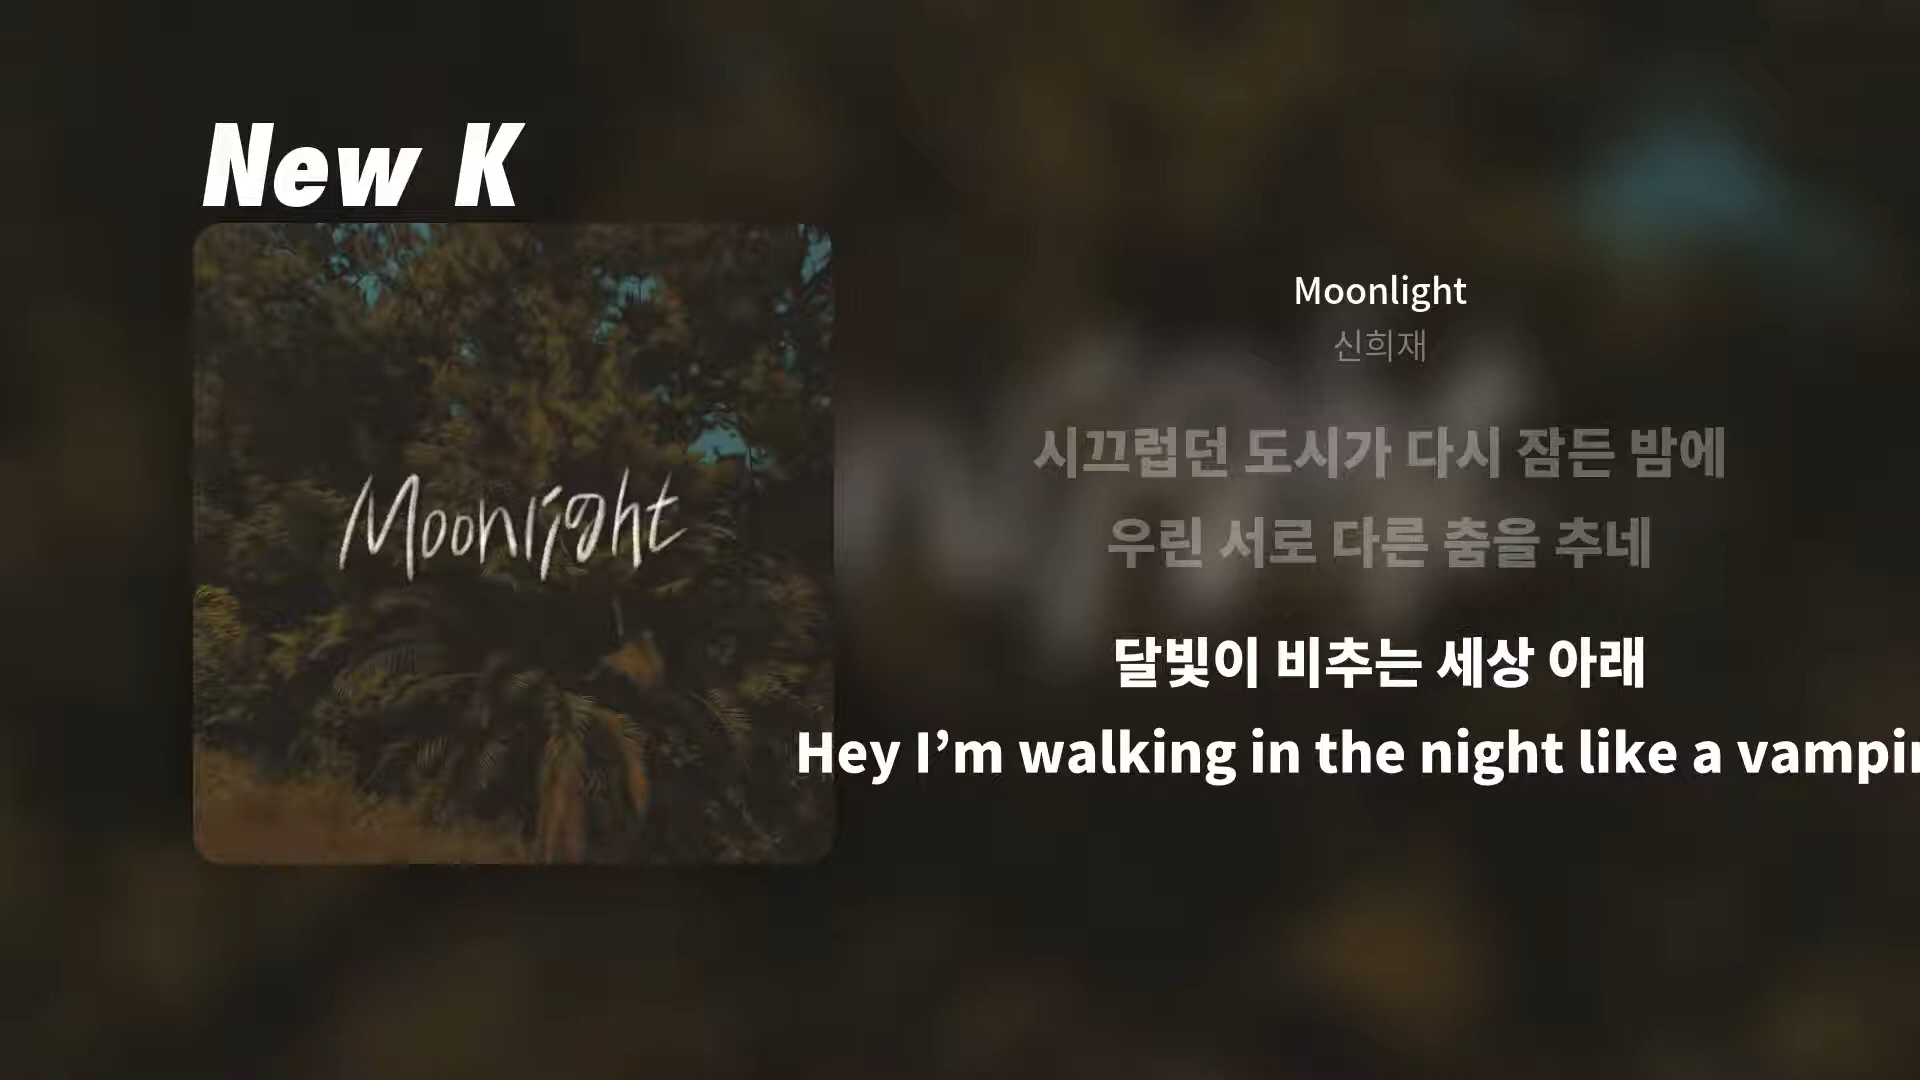 New K
Moonlight
Moonlight
신희재
시끄럽던 도시가 다시 잠든 밤에
우린 서로 다른 춤을 추네
달빛이 비추는 세상 아래
Hey I’m walking in the night like a